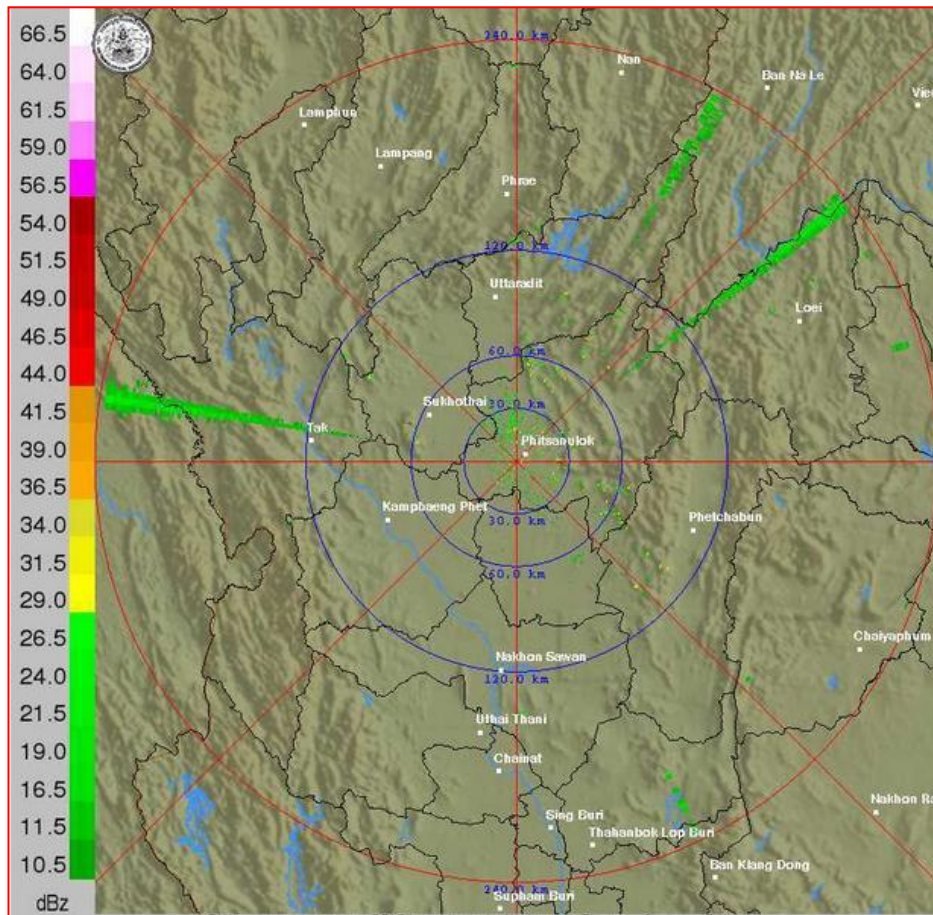 66.5
64.0
61.5
59.0
56.5
54.0
51.5
49.0
46.5
44.0
41.5
39.0
36.5
34.0
31.5
29.0
26.5
24.0
21.5
19.0
16.5
11.5
10.5
dBz
240.0 km
Nan
Ban Na Le
Lamphun
Lampang
Phrae
120.0 km
Uttaradit
Loei
60.0 km
30.0 km
Sukhothai
Tak
Phitsanulok
Kamphaeng Phet
30.0 km
Phetchabun
60.0 km
Chaiyaphum
Nakhon Sawan
120.0 km
Uthai Thani
Chainat
Sing Buri
Thahanbok Lop Buri
Ban Klang Dong
240.0 km
Supham Buri